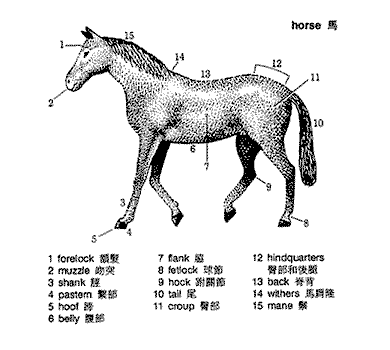 horse 馬
1 forelock 額髮
2 muzzle 吻突
3 shank 脛
4 pastern 繫部
5 hoof 蹄
6 belly 腹部
7 flank 脇
8 fetlock 球節
9 hock 跗關節
10 tail 尾
11 croup 臀部
12 hindquarters
臀部和後腿
13 back 脊背
14 withers 馬肩隆
15 mane 鬃
1
2
3
4
5
6
7
8
9
10
11
12
13
14
15